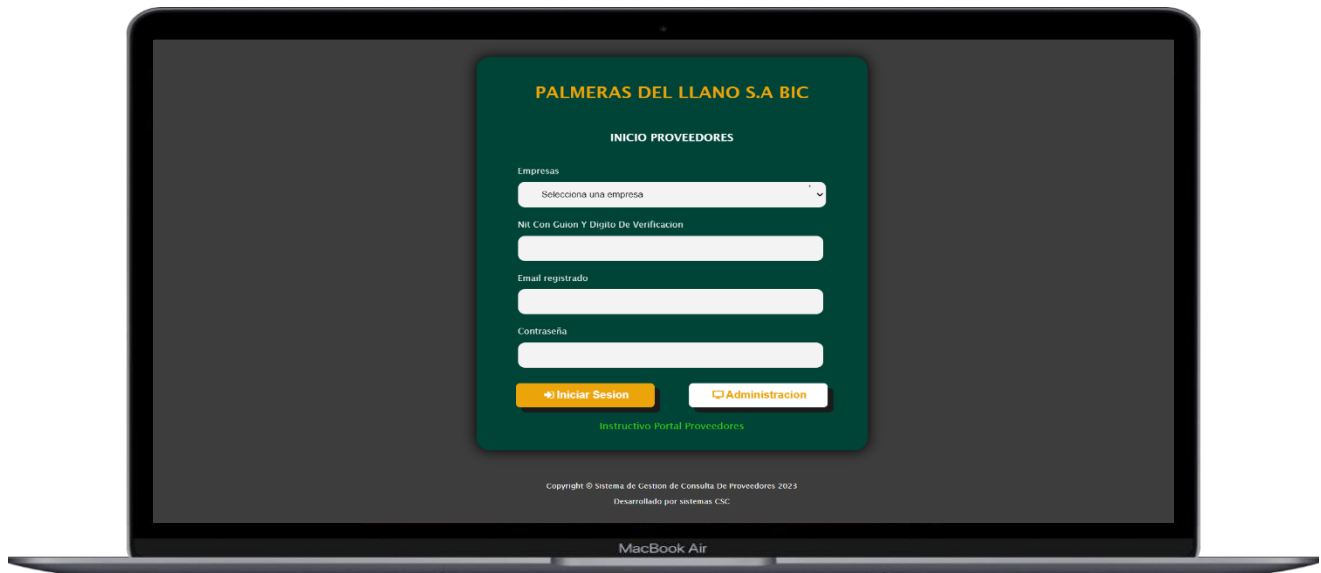 PALMERAS DEL LLANO S.A BIC
INICIO PROVEEDORES
Empresas
Selecciona una empresa
Nit Con Guion Y Digito De Verificacion
Email registrado
Contraseña
Iniciar Sesion
Administracion
Instructivo Portal Proveedores
Copyright © Sistema de Gestion de Consulta De Proveedores 2023
Desarrollado por sistemas CSC
MacBook Air